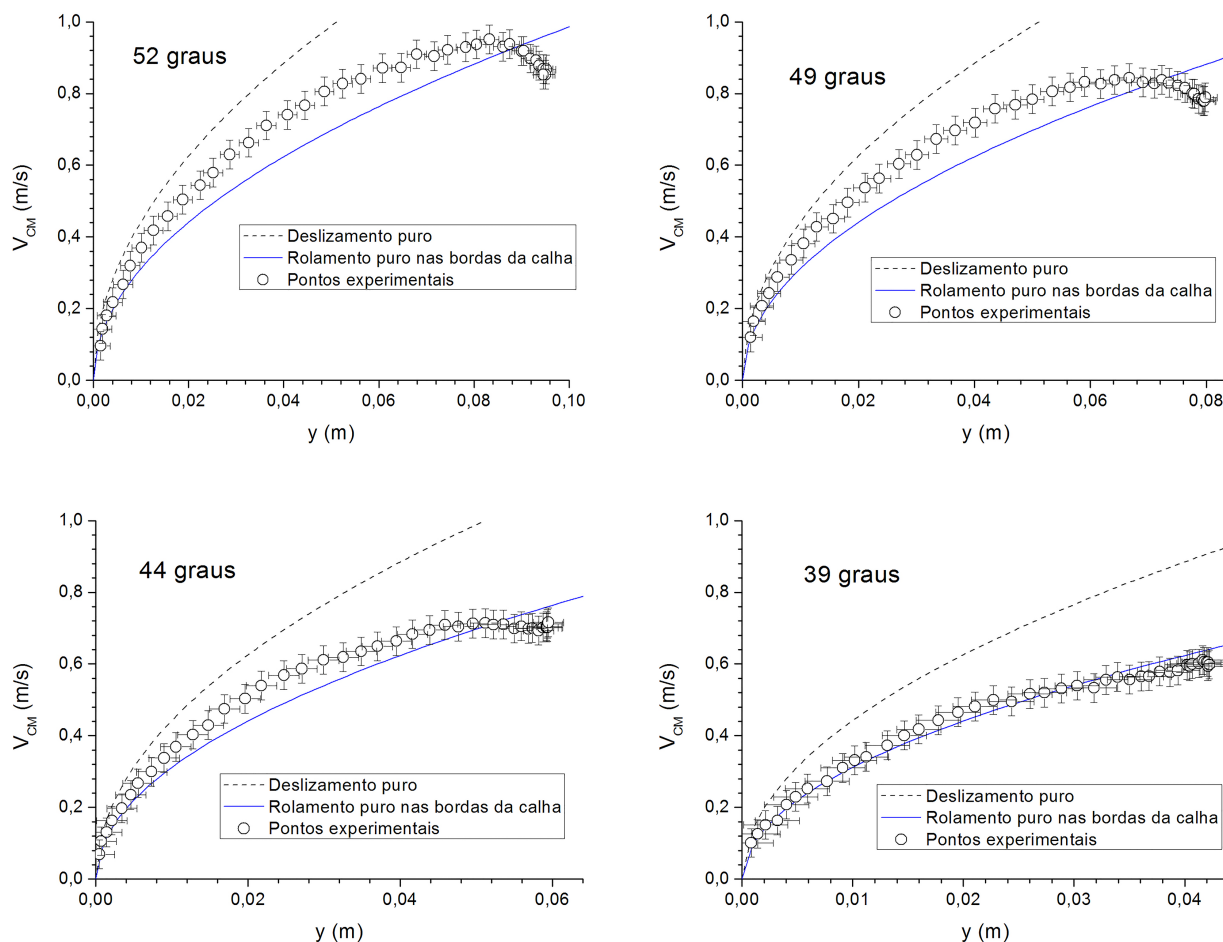 1,0
0,8
0,6
0,4
0,2
0,0
V_CM (m/s)
52 graus
Deslizamento puro
Rolamento puro nas bordas da calha
Pontos experimentais
0,00 0,02 0,04 0,06 0,08 0,10
y (m)
1,0
0,8
0,6
0,4
0,2
0,0
V_CM (m/s)
49 graus
Deslizamento puro
Rolamento puro nas bordas da calha
Pontos experimentais
0,00 0,02 0,04 0,06 0,08
y (m)
1,0
0,8
0,6
0,4
0,2
0,0
V_CM (m/s)
44 graus
Deslizamento puro
Rolamento puro nas bordas da calha
Pontos experimentais
0,00 0,02 0,04 0,06
y (m)
1,0
0,8
0,6
0,4
0,2
0,0
V_CM (m/s)
39 graus
Deslizamento puro
Rolamento puro nas bordas da calha
Pontos experimentais
0,00 0,01 0,02 0,03 0,04
y (m)